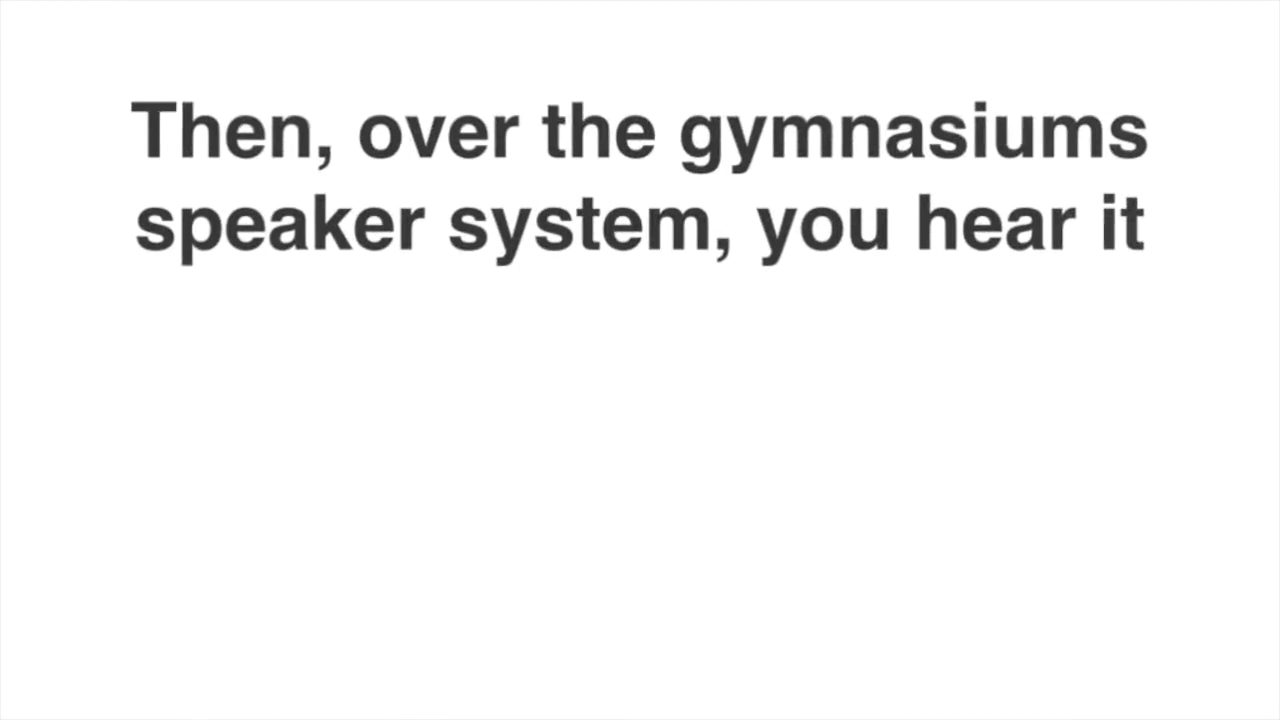 Then, over the gymnasiums
speaker system, you hear it